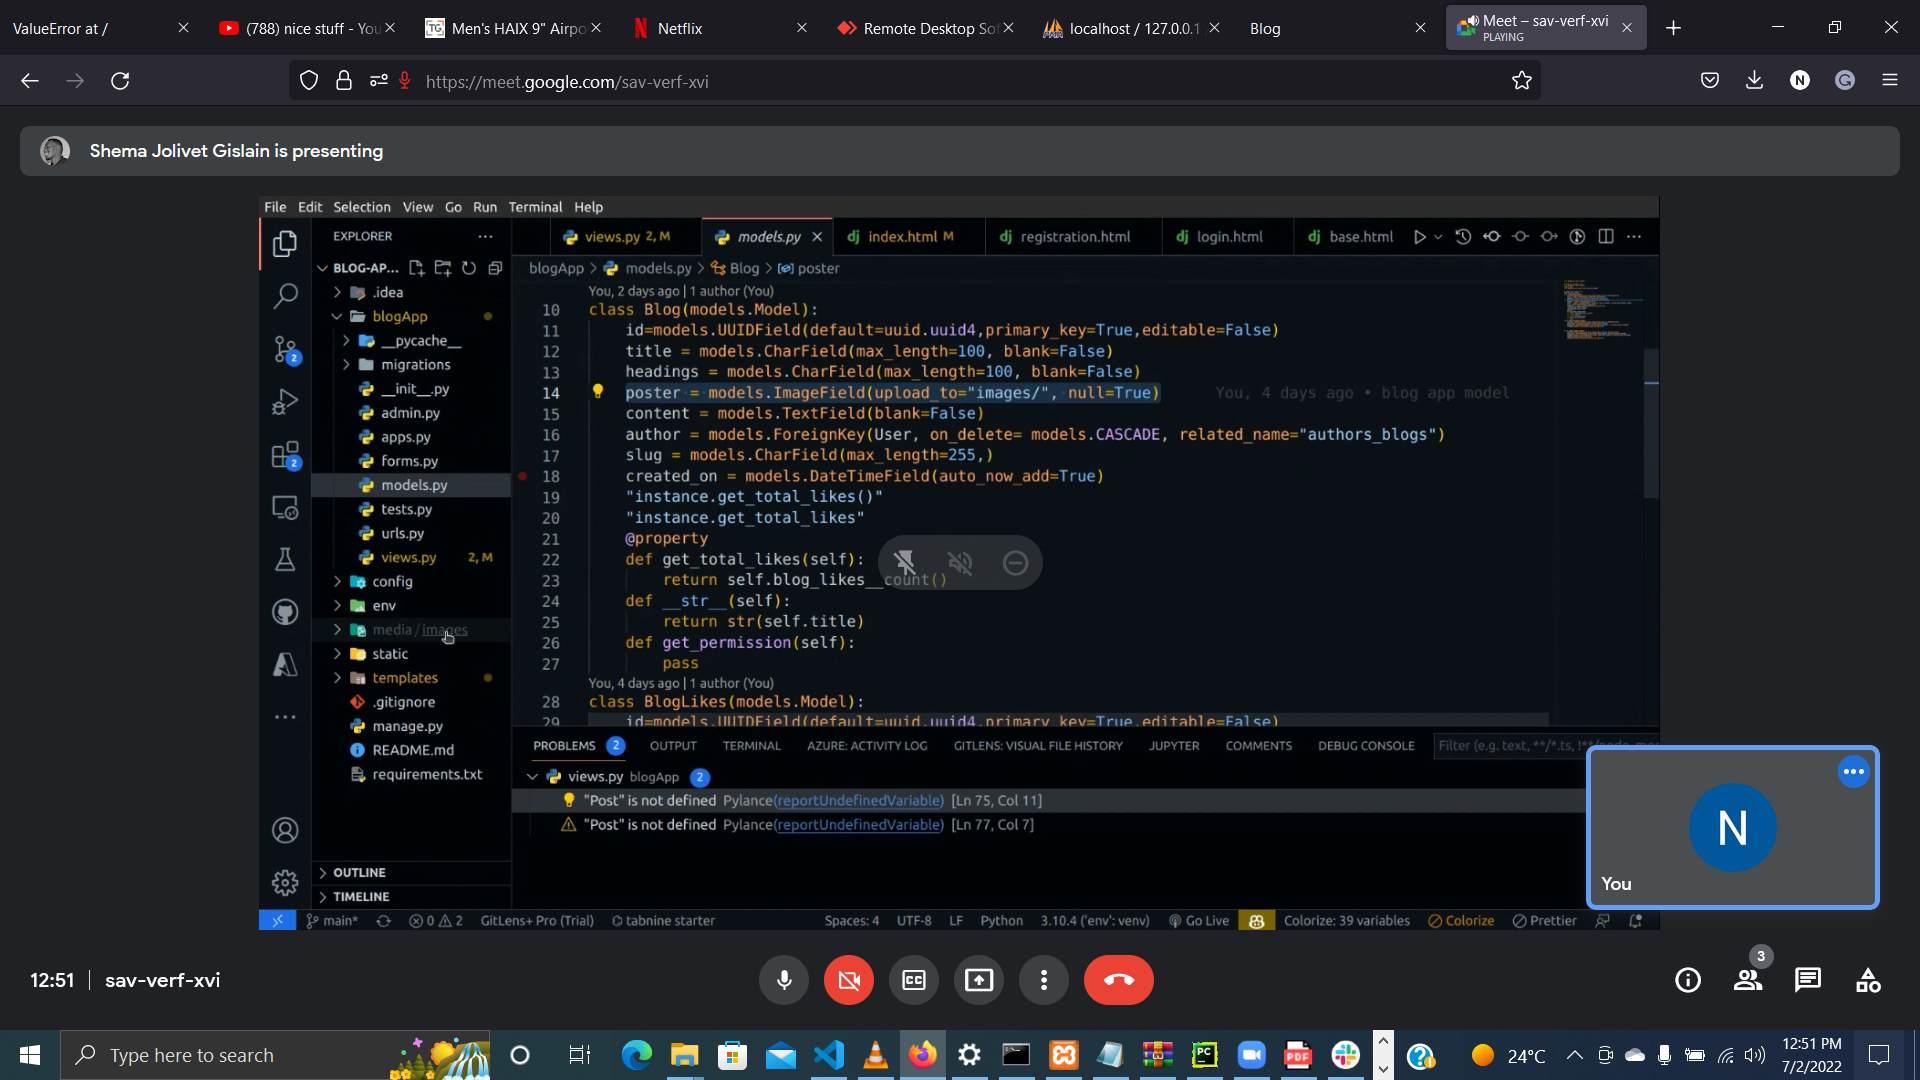 ValueError at /
(788) nice stuff - You
Men's HAIX 9" Airpo
Netflix
Remote Desktop So
localhost / 127.0.0.1
Blog
Meet – sav-verf-xvi
PLAYING
https://meet.google.com/sav-verf-xvi
Shema Jolivet Gislain is presenting
File Edit Selection View Go Run Terminal Help
EXPLORER
views.py 2, M
models.py
index.html M
registration.html
login.html
base.html
BLOG-AP...
blogApp > models.py > Blog > poster
.idea
blogApp
__pycache__
migrations
__init__.py
admin.py
apps.py
forms.py
models.py
tests.py
urls.py
views.py 2, M
config
env
media / images
static
templates
.gitignore
manage.py
README.md
requirements.txt
OUTLINE
TIMELINE
You, 2 days ago | 1 author (You)
10 class Blog(models.Model):
11 id=models.UUIDField(default=uuid.uuid4,primary_key=True,editable=False)
12 title = models.CharField(max_length=100, blank=False)
13 headings = models.CharField(max_length=100, blank=False)
14 poster = models.ImageField(upload_to="images/", null=True) You, 4 days ago • blog app model
15 content = models.TextField(blank=False)
16 author = models.ForeignKey(User, on_delete= models.CASCADE, related_name="authors_blogs")
17 slug = models.CharField(max_length=255,)
18 created_on = models.DateTimeField(auto_now_add=True)
19 "instance.get_total_likes()"
20 "instance.get_total_likes"
21 @property
22 def get_total_likes(self):
23 return self.blog_likes__count()
24 def __str__(self):
25 return str(self.title)
26 def get_permission(self):
27 pass
You, 4 days ago | 1 author (You)
28 class BlogLikes(models.Model):
29 id=models.UUIDField(default=uuid.uuid4,primary_key=True,editable=False)
PROBLEMS 2 OUTPUT TERMINAL AZURE: ACTIVITY LOG GITLENS: VISUAL FILE HISTORY JUPYTER COMMENTS DEBUG CONSOLE Filter (e.g. text, **/*.ts,
views.py blogApp 2
"Post" is not defined Pylance(reportUndefinedVariable) [Ln 75, Col 11]
"Post" is not defined Pylance(reportUndefinedVariable) [Ln 77, Col 7]
N
You
main* 0 2 GitLens+ Pro (Trial) tabnine starter Spaces: 4 UTF-8 LF Python 3.10.4 ('env': venv) Go Live Colorize: 39 variables Colorize Prettier
12:51 | sav-verf-xvi
3
Type here to search
24°C
12:51 PM
7/2/2022